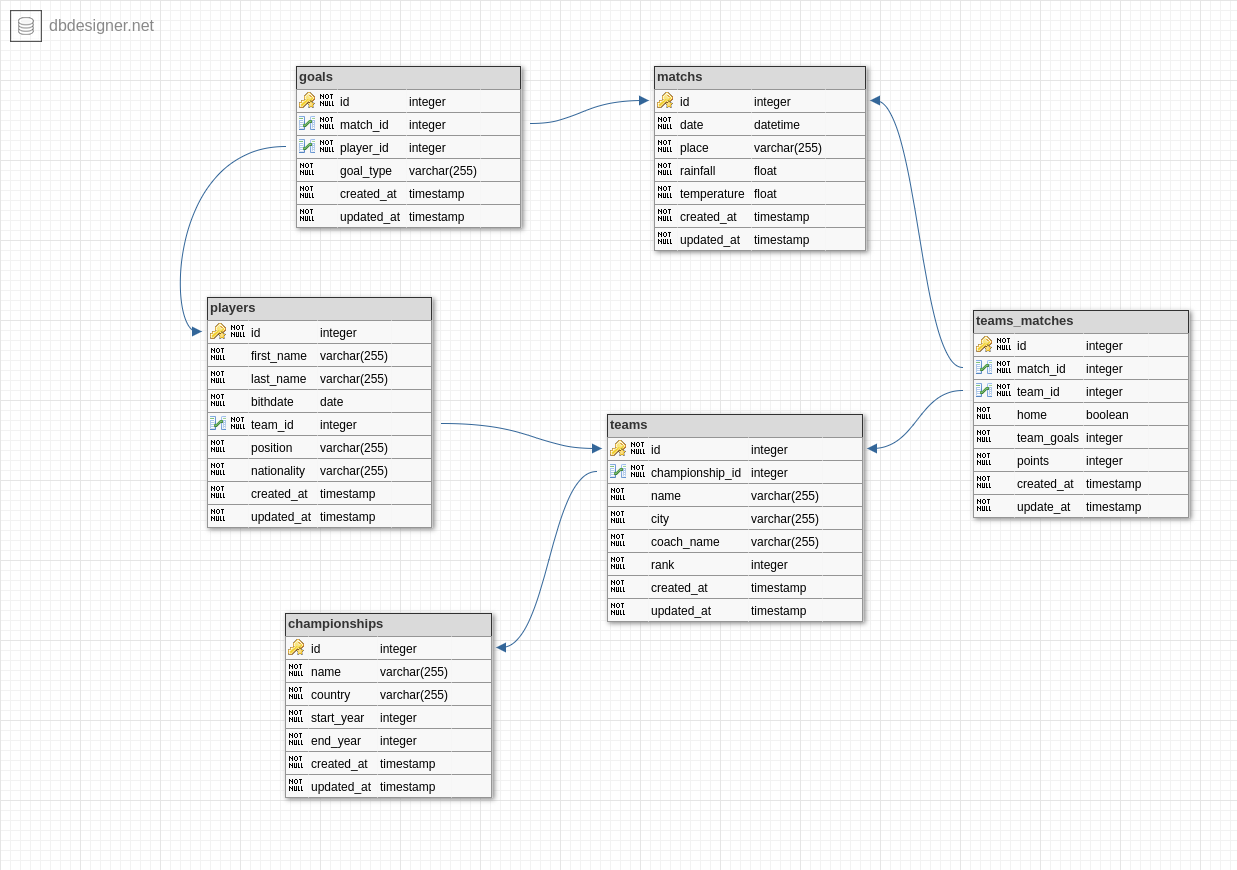 dbdesigner.net
goals
NOT NULL id integer
NOT NULL match_id integer
NOT NULL player_id integer
NOT NULL goal_type varchar(255)
NOT NULL created_at timestamp
NOT NULL updated_at timestamp
matchs
id integer
NOT NULL date datetime
NOT NULL place varchar(255)
NOT NULL rainfall float
NOT NULL temperature float
NOT NULL created_at timestamp
NOT NULL updated_at timestamp
players
NOT NULL id integer
NOT NULL first_name varchar(255)
NOT NULL last_name varchar(255)
NOT NULL bithdate date
NOT NULL team_id integer
NOT NULL position varchar(255)
NOT NULL nationality varchar(255)
NOT NULL created_at timestamp
NOT NULL updated_at timestamp
teams_matches
NOT NULL id integer
NOT NULL match_id integer
NOT NULL team_id integer
NOT NULL home boolean
NOT NULL team_goals integer
NOT NULL points integer
NOT NULL created_at timestamp
NOT NULL update_at timestamp
teams
NOT NULL id integer
NOT NULL championship_id integer
NOT NULL name varchar(255)
NOT NULL city varchar(255)
NOT NULL coach_name varchar(255)
NOT NULL rank integer
NOT NULL created_at timestamp
NOT NULL updated_at timestamp
championships
id integer
NOT NULL name varchar(255)
NOT NULL country varchar(255)
NOT NULL start_year integer
NOT NULL end_year integer
NOT NULL created_at timestamp
NOT NULL updated_at timestamp